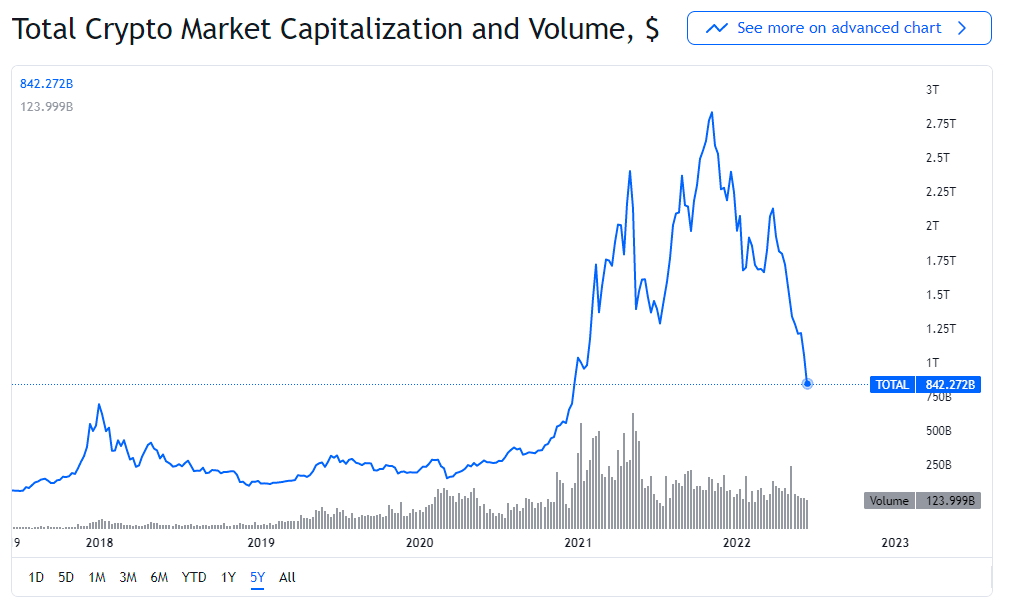 Total Crypto Market Capitalization and Volume, $
See more on advanced chart
842.272B
123.999B
3T
2.75T
2.5T
2.25T
2T
1.75T
1.5T
1.25T
1T
TOTAL 842.272B
750B
500B
250B
Volume 123.999B
9 2018 2019 2020 2021 2022 2023
1D 5D 1M 3M 6M YTD 1Y 5Y All